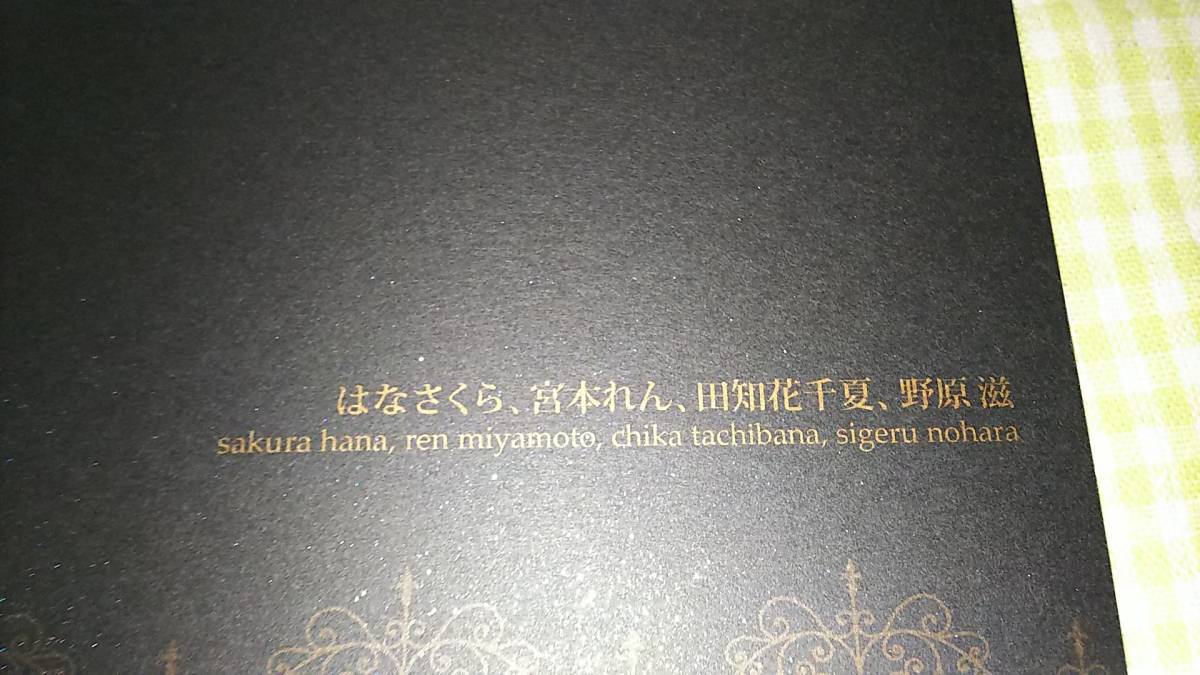 はなさくら、宮本れん、田知花千夏、野原 滋
sakura hana, ren miyamoto, chika tachibana, sigeru nohara